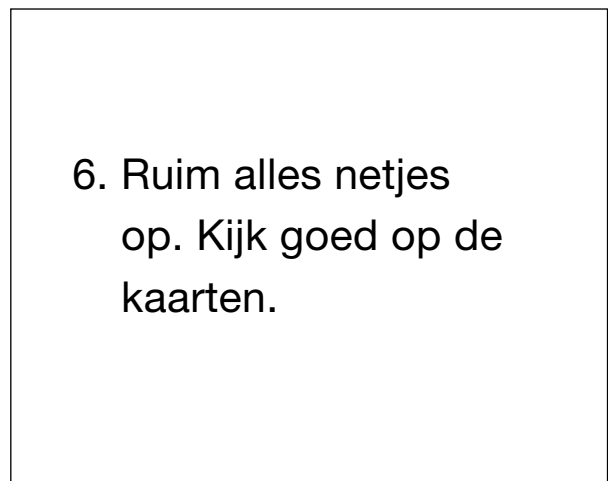 6. Ruim alles netjes
op. Kijk goed op de
kaarten.